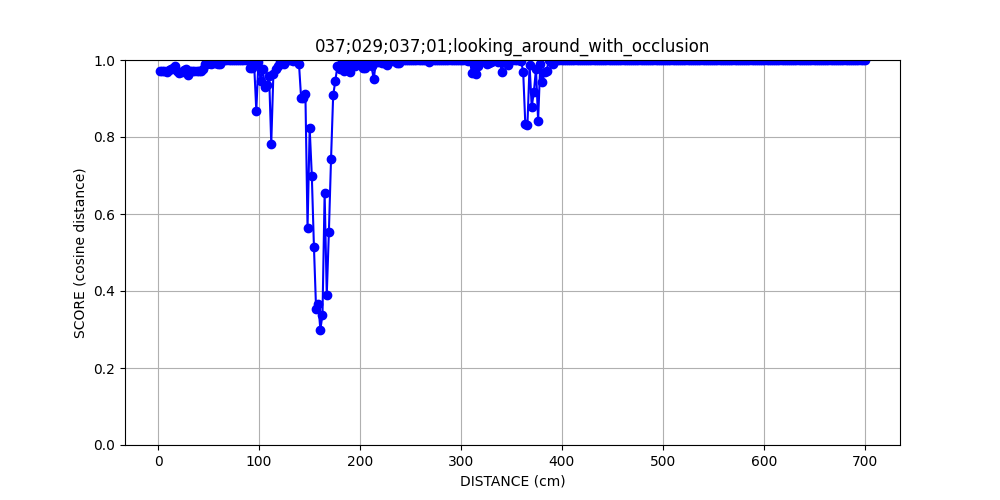 037;029;037;01;looking_around_with_occlusion
1.0
0.8
0.6
0.4
0.2
0.0
SCORE (cosine distance)
0 100 200 300 400 500 600 700
DISTANCE (cm)